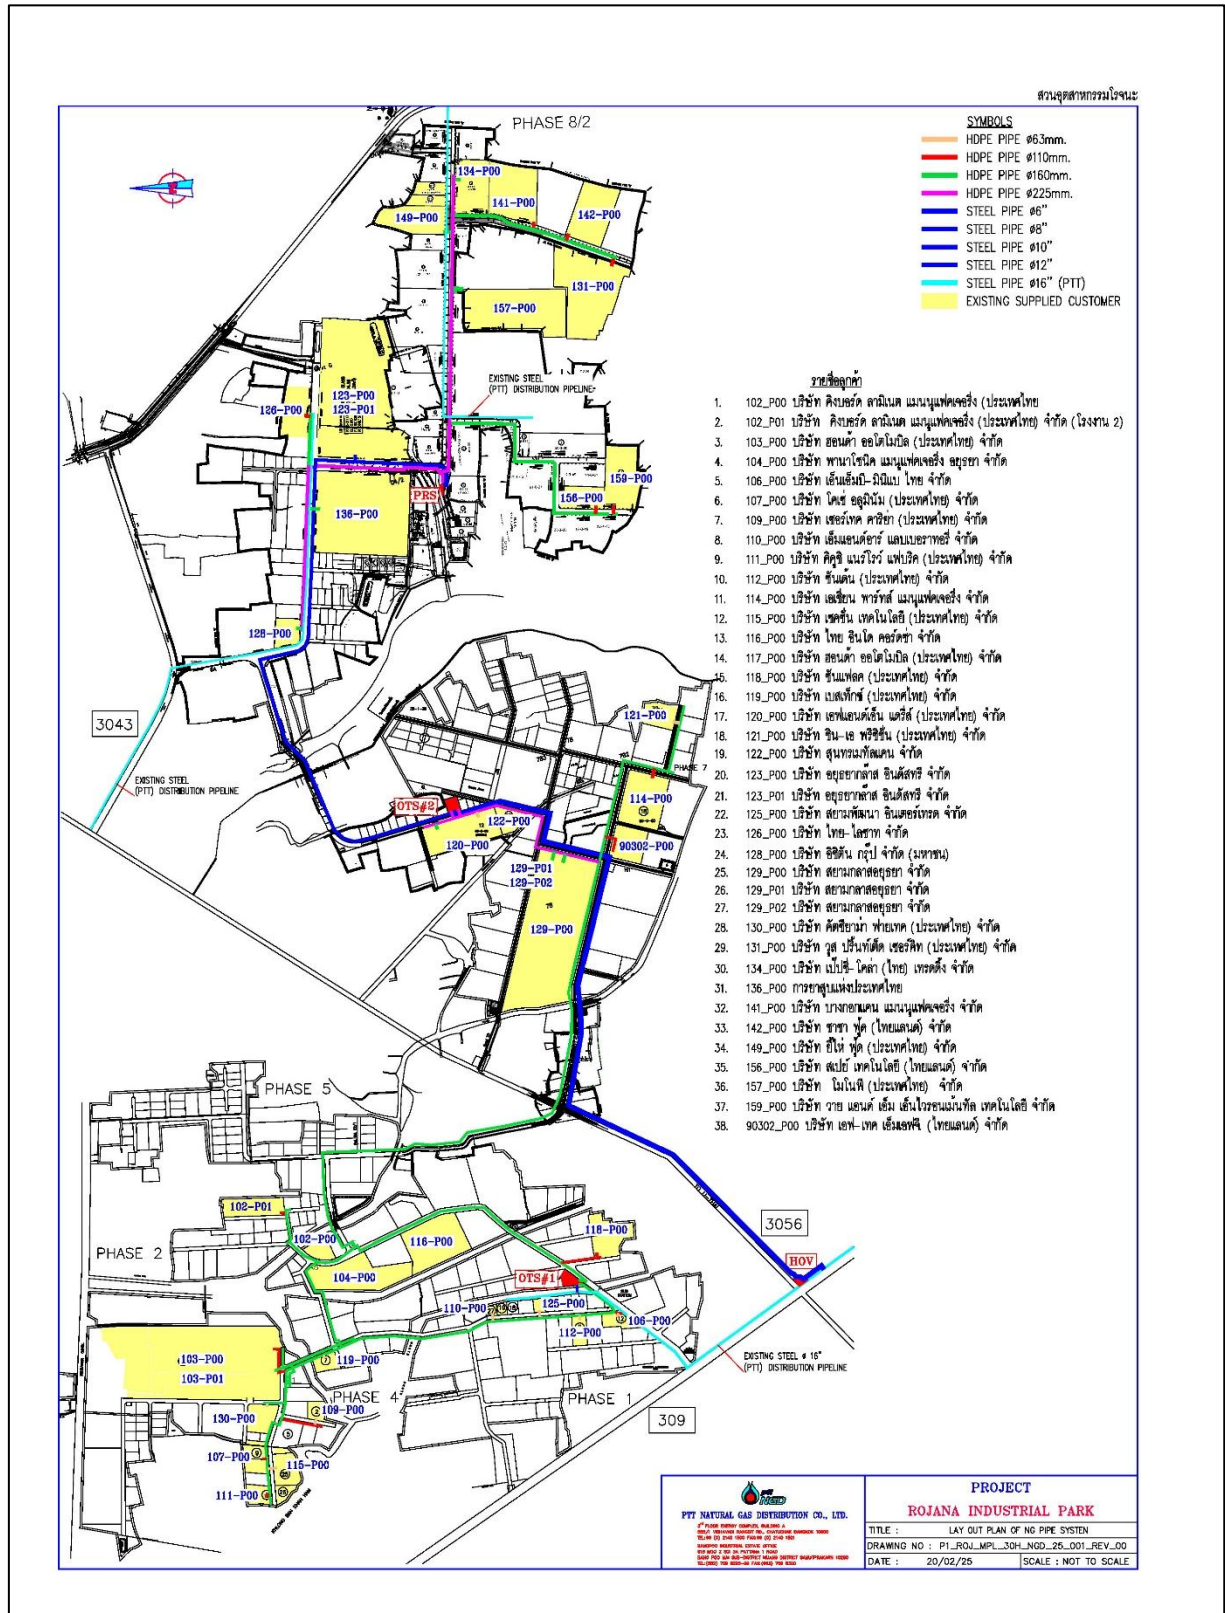 สวนอุตสาหกรรมโรจนะ
SYMBOLS
HDPE PIPE ø63mm.
HDPE PIPE ø110mm.
HDPE PIPE ø160mm.
HDPE PIPE ø225mm.
STEEL PIPE ø6"
STEEL PIPE ø8"
STEEL PIPE ø10"
STEEL PIPE ø12"
STEEL PIPE ø16" (PTT)
EXISTING SUPPLIED CUSTOMER
PHASE 8/2
134-P00
141-P00
149-P00
142-P00
131-P00
157-P00
EXISTING STEEL
(PTT) DISTRIBUTION PIPELINE
123-P00
123-P01
126-P00
159-P00
156-P00
PRS
136-P00
128-P00
3043
EXISTING STEEL
(PTT) DISTRIBUTION PIPELINE
121-P00
PHASE 7
114-P00
OTS#2
122-P00
120-P00
90302-P00
129-P01
129-P02
129-P00
รายชื่อลูกค้า
1. 102_P00 บริษัท คิงบอร์ด ลามิเนต แมนนูแฟคเจอริ่ง (ประเทศไทย
2. 102_P01 บริษัท คิงบอร์ด ลามิเนต แมนนูแฟคเจอริ่ง (ประเทศไทย) จำกัด (โรงงาน 2)
3. 103_P00 บริษัท ฮอนด้า ออโตโมบิล (ประเทศไทย) จำกัด
4. 104_P00 บริษัท พานาโซนิค แมนูแฟคเจอริ่ง อยุธยา จำกัด
5. 106_P00 บริษัท เอ็นเอ็มบี-มินีแบ ไทย จำกัด
6. 107_P00 บริษัท โคเซ่ อลูมินัม (ประเทศไทย) จำกัด
7. 109_P00 บริษัท เซอร์เทค คาริยา (ประเทศไทย) จำกัด
8. 110_P00 บริษัท เอ็มแอนด์อาร์ แลบเบอราทอรี่ จำกัด
9. 111_P00 บริษัท คิคูชิ แนร์โรว์ แฟบริค (ประเทศไทย) จำกัด
10. 112_P00 บริษัท ซันเด้น (ประเทศไทย) จำกัด
11. 114_P00 บริษัท เอเชียน พาร์ทส์ แมนูแฟคเจอริ่ง จำกัด
12. 115_P00 บริษัท เซคชั่น เทคโนโลยี (ประเทศไทย) จำกัด
13. 116_P00 บริษัท ไทย อินโด คอร์ดซ่า จำกัด
14. 117_P00 บริษัท ฮอนด้า ออโตโมบิล (ประเทศไทย) จำกัด
15. 118_P00 บริษัท ซันแฟลค (ประเทศไทย) จำกัด
16. 119_P00 บริษัท เบสเท็กซ์ (ประเทศไทย) จำกัด
17. 120_P00 บริษัท เอฟแอนด์เอ็น แดรี่ส์ (ประเทศไทย) จำกัด
18. 121_P00 บริษัท ชิน-เอ พรีซิชั่น (ประเทศไทย) จำกัด
19. 122_P00 บริษัท สุนทรเมทัลแคน จำกัด
20. 123_P00 บริษัท อยุธยากล๊าส อินดัสทรี จำกัด
21. 123_P01 บริษัท อยุธยากล๊าส อินดัสทรี จำกัด
22. 125_P00 บริษัท สยามพัฒนา อินเตอร์เทรด จำกัด
23. 126_P00 บริษัท ไทย-ไลซาท จำกัด
24. 128_P00 บริษัท อิชิตัน กรุ๊ป จำกัด (มหาชน)
25. 129_P00 บริษัท สยามกลาสอยุธยา จำกัด
26. 129_P01 บริษัท สยามกลาสอยุธยา จำกัด
27. 129_P02 บริษัท สยามกลาสอยุธยา จำกัด
28. 130_P00 บริษัท คัตซึยาม่า ฟายเทค (ประเทศไทย) จำกัด
29. 131_P00 บริษัท วูส ปริ้นท์เต็ด เซอร์คิท (ประเทศไทย) จำกัด
30. 134_P00 บริษัท เป๊ปซี่-โคล่า (ไทย) เทรดดิ้ง จำกัด
31. 136_P00 การยาสูบแห่งประเทศไทย
32. 141_P00 บริษัท บางกอกแคน แมนนูแฟคเจอริ่ง จำกัด
33. 142_P00 บริษัท ซาซา ฟู้ด (ไทยแลนด์) จำกัด
34. 149_P00 บริษัท ยี่ไห่ ฟู้ด (ประเทศไทย) จำกัด
35. 156_P00 บริษัท สเปย์ เทคโนโลยี (ไทยแลนด์) จำกัด
36. 157_P00 บริษัท โมโนพี (ประเทศไทย) จำกัด
37. 159_P00 บริษัท วาย แอนด์ เอ็ม เอ็นไวรอนเม้นทัล เทคโนโลยี จำกัด
38. 90302_P00 บริษัท เอฟ-เทค เอ็มเอฟจี (ไทยแลนด์) จำกัด
PHASE 5
102-P01
102-P00
116-P00
118-P00
PHASE 2
104-P00
OTS#1
3056
HOV
110-P00
125-P00
106-P00
112-P00
EXISTING STEEL ø 16"
(PTT) DISTRIBUTION PIPELINE
103-P00
103-P01
119-P00
PHASE 4
109-P00
PHASE 1
309
130-P00
107-P00
115-P00
111-P00
ptt
NGD
PTT NATURAL GAS DISTRIBUTION CO., LTD.
PROJECT
ROJANA INDUSTRIAL PARK
TITLE : LAY OUT PLAN OF NG PIPE SYSTEN
DRAWING NO : P1_ROJ_MPL_30H_NGD_25_001_REV_00
DATE : 20/02/25
SCALE : NOT TO SCALE